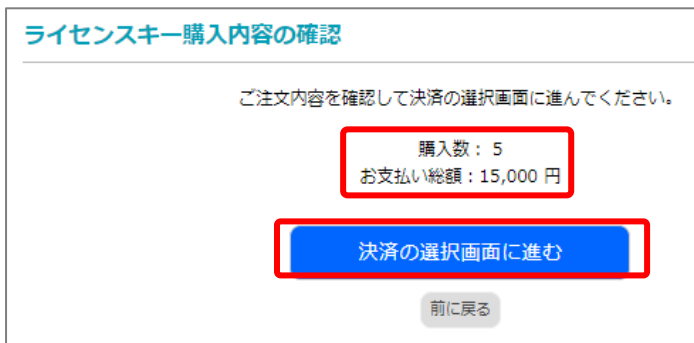 ライセンスキー購入内容の確認
ご注文内容を確認して決済の選択画面に進んでください。
購入数： 5
お支払い総額：15,000 円
決済の選択画面に進む
前に戻る